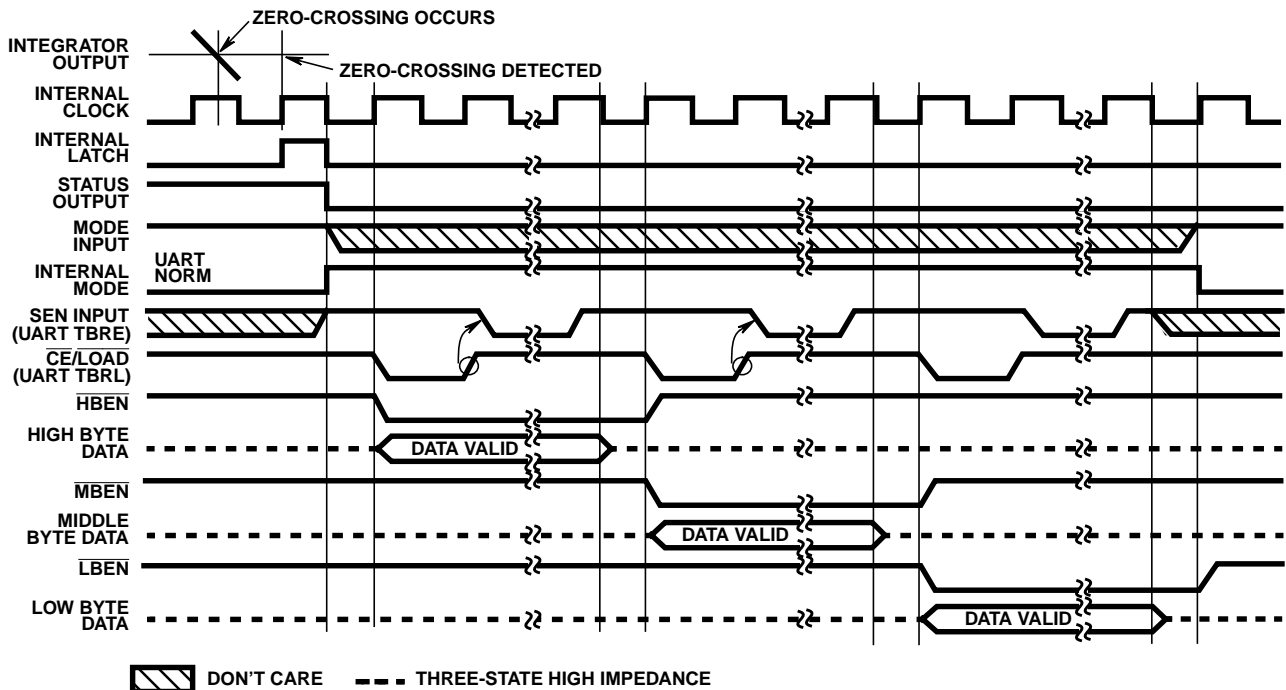 ZERO-CROSSING OCCURS
INTEGRATOR
OUTPUT
ZERO-CROSSING DETECTED
INTERNAL
CLOCK
INTERNAL
LATCH
STATUS
OUTPUT
MODE
INPUT
UART
INTERNAL
MODE
NORM
SEN INPUT
(UART TBRE)
CE/LOAD
(UART TBRL)
HBEN
HIGH BYTE
DATA
DATA VALID
MBEN
MIDDLE
BYTE DATA
DATA VALID
LBEN
LOW BYTE
DATA
DATA VALID
DON'T CARE
THREE-STATE HIGH IMPEDANCE